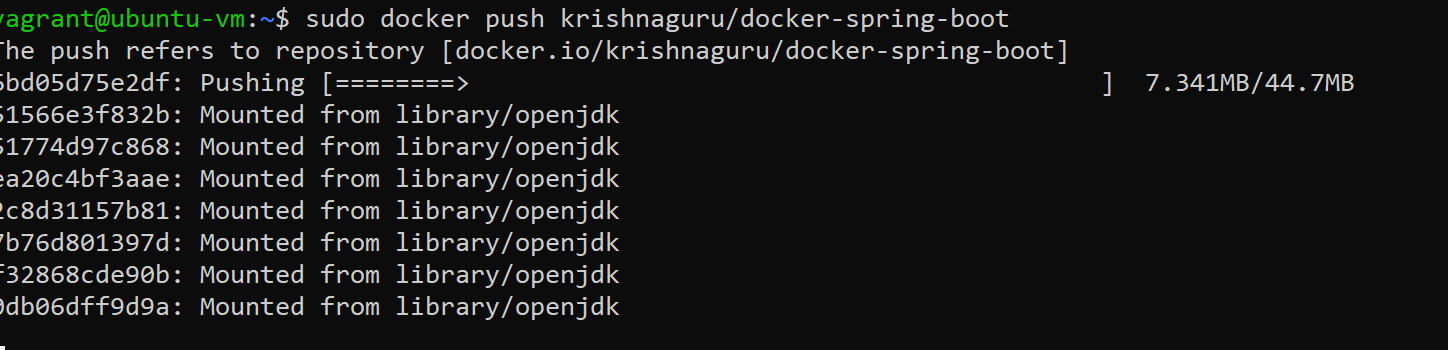 vagrant@ubuntu-vm:~$ sudo docker push krishnaguru/docker-spring-boot
The push refers to repository [docker.io/krishnaguru/docker-spring-boot]
5bd05d75e2df: Pushing [========>                                          ]  7.341MB/44.7MB
51566e3f832b: Mounted from library/openjdk
51774d97c868: Mounted from library/openjdk
ea20c4bf3aae: Mounted from library/openjdk
2c8d31157b81: Mounted from library/openjdk
7b76d801397d: Mounted from library/openjdk
f32868cde90b: Mounted from library/openjdk
0db06dff9d9a: Mounted from library/openjdk